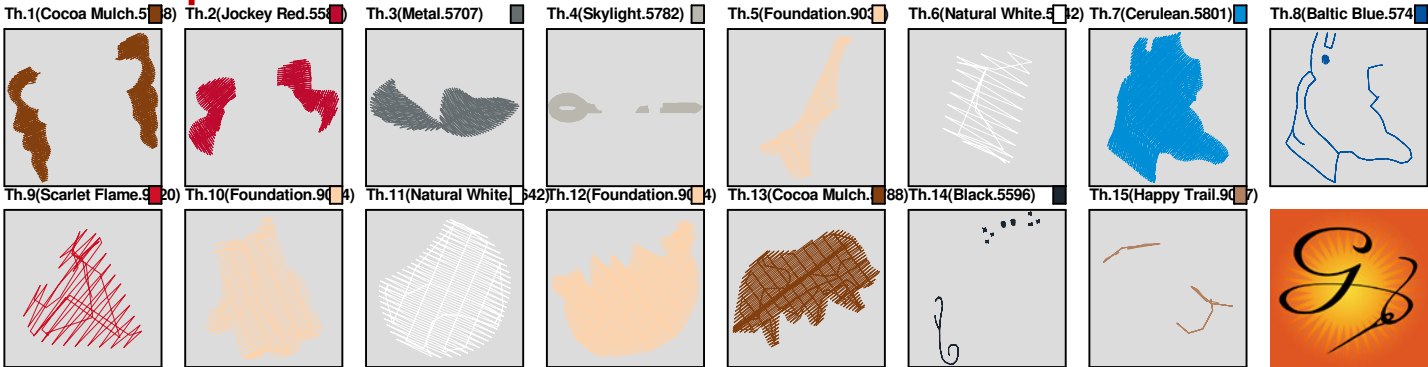 Th.1(Cocoa Mulch.5 8) Th.2(Jockey Red.55 ) Th.3(Metal.5707) Th.4(Skylight.5782) Th.5(Foundation.90 ) Th.6(Natural White.5 42) Th.7(Cerulean.5801) Th.8(Baltic Blue.574
Th.9(Scarlet Flame.9 20) Th.10(Foundation.90 4) Th.11(Natural White. 642) Th.12(Foundation.90 4) Th.13(Cocoa Mulch. 788) Th.14(Black.5596) Th.15(Happy Trail.90 7)